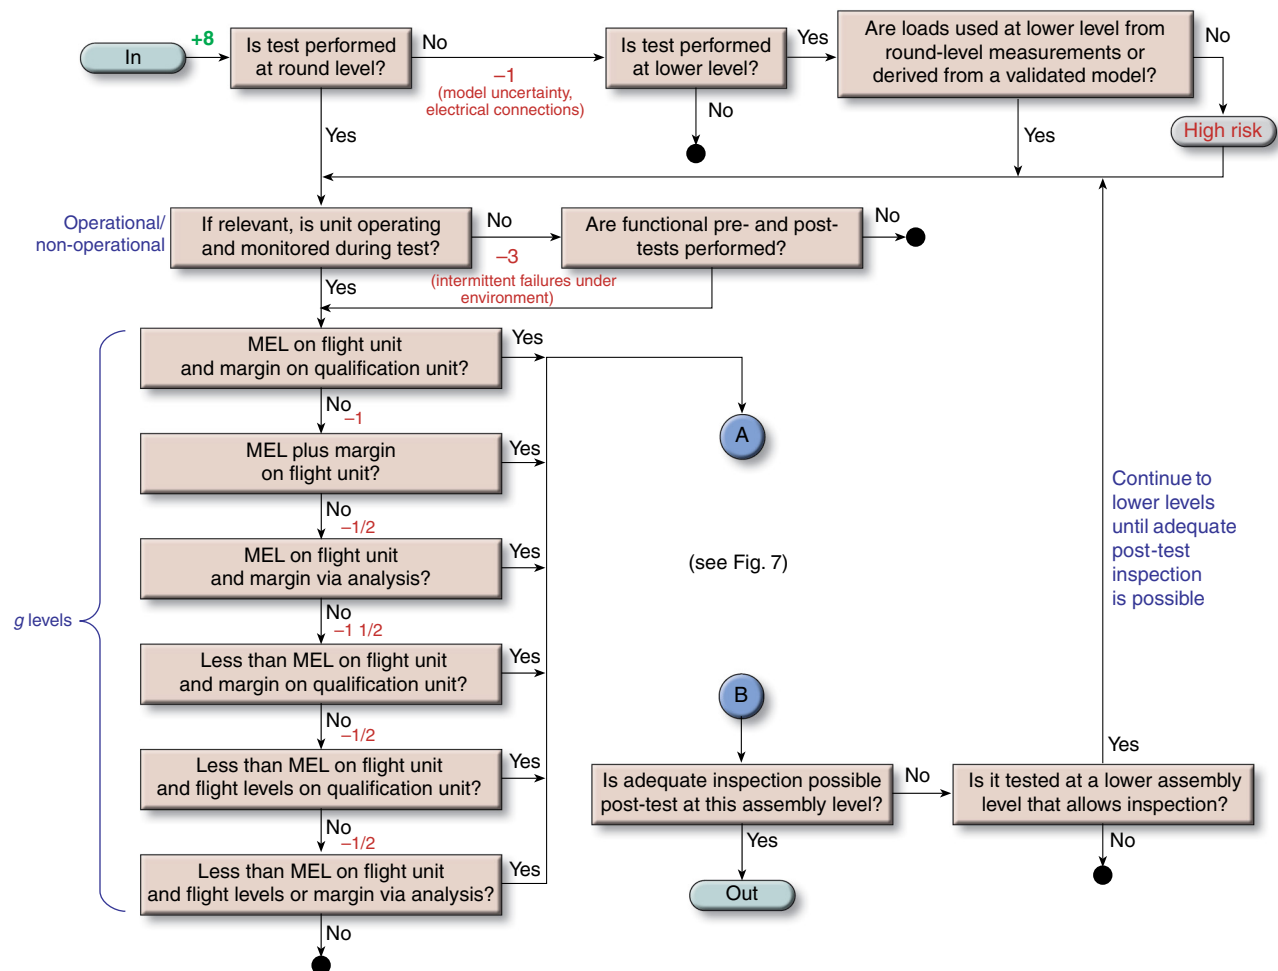 In
+8
Is test performed
at round level?
No
–1
(model uncertainty,
electrical connections)
Is test performed
at lower level?
Yes
Are loads used at lower level from
round-level measurements or
derived from a validated model?
No
High risk
Yes
No
Yes
Operational/
non-operational
If relevant, is unit operating
and monitored during test?
No
–3
(intermittent failures under
environment)
Are functional pre- and post-
tests performed?
No
Yes
g levels
MEL on flight unit
and margin on qualification unit?
Yes
No
–1
MEL plus margin
on flight unit?
Yes
No
–1/2
MEL on flight unit
and margin via analysis?
Yes
No
–1 1/2
Less than MEL on flight unit
and margin on qualification unit?
Yes
No
–1/2
Less than MEL on flight unit
and flight levels on qualification unit?
Yes
No
–1/2
Less than MEL on flight unit
and flight levels or margin via analysis?
Yes
No
A
(see Fig. 7)
B
Is adequate inspection possible
post-test at this assembly level?
No
Yes
Out
Is it tested at a lower assembly
level that allows inspection?
Yes
No
Continue to
lower levels
until adequate
post-test
inspection
is possible